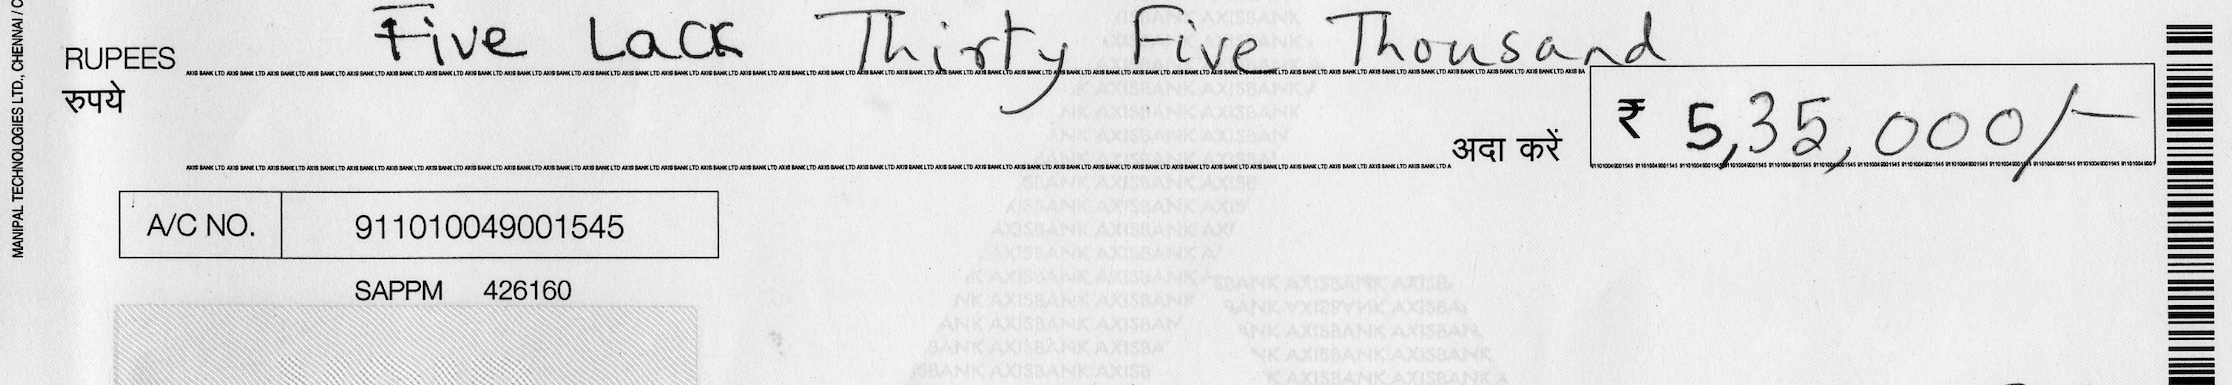 MANIPAL TECHNOLOGIES LTD., CHENNAI /
Five Lack Thirty Five Thousand
RUPEES
रुपये
अदा करें ₹ 5,35,000/-
A/C NO. 911010049001545
SAPPM 426160